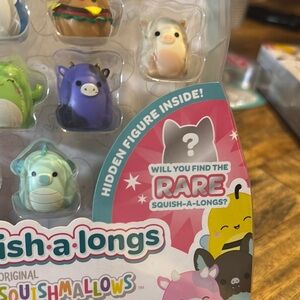 HIDDEN FIGURE INSIDE!
?
WILL YOU FIND THE
RARE
SQUISH-A-LONGS?
ish•a•longs
ORIGINAL
SQUISHMALLOWS